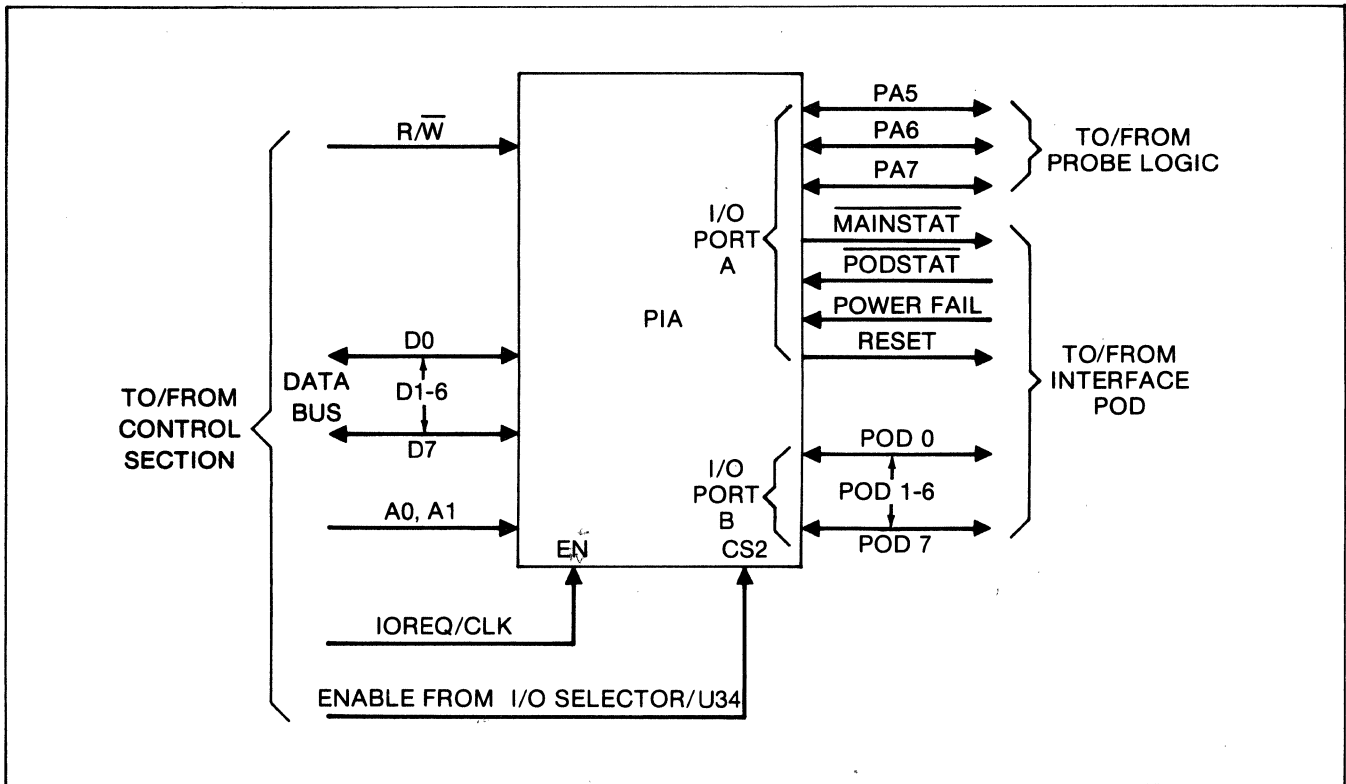 R/W̅
D0
DATA
BUS
D1-6
D7
TO/FROM
CONTROL
SECTION
A0, A1
IOREQ/CLK
ENABLE FROM I/O SELECTOR/U34
PIA
EN
CS2
I/O
PORT
A
I/O
PORT
B
PA5
PA6
PA7
M̅A̅I̅N̅S̅T̅A̅T̅
P̅O̅D̅S̅T̅A̅T̅
POWER FAIL
RESET
POD 0
POD 1-6
POD 7
TO/FROM
PROBE LOGIC
TO/FROM
INTERFACE
POD